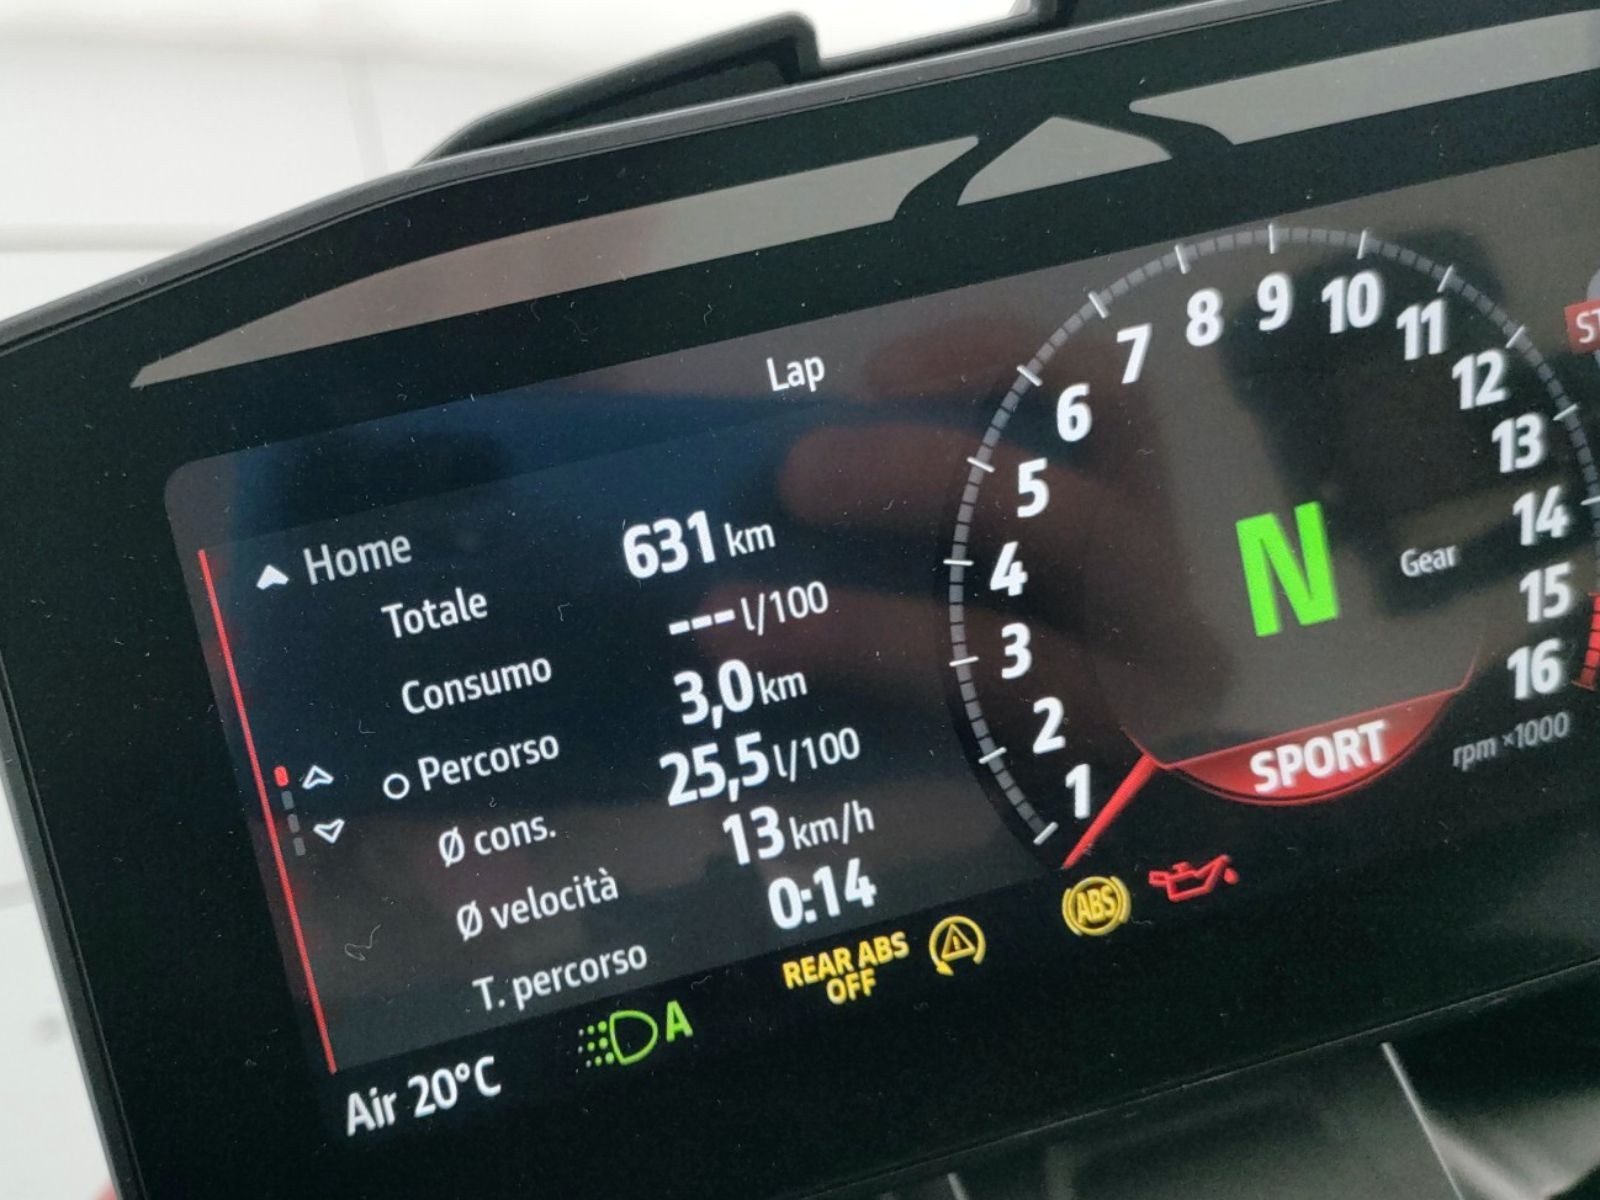 Lap
Home
Totale 631 km
Consumo --- l/100
Percorso 3,0 km
Ø cons. 25,5 l/100
Ø velocità 13 km/h
T. percorso 0:14
Air 20°C
A
REAR ABS
OFF
ABS
1
2
3
4
5
6
7
8
9
10
11
12
13
14
15
16
rpm ×1000
N
Gear
SPORT